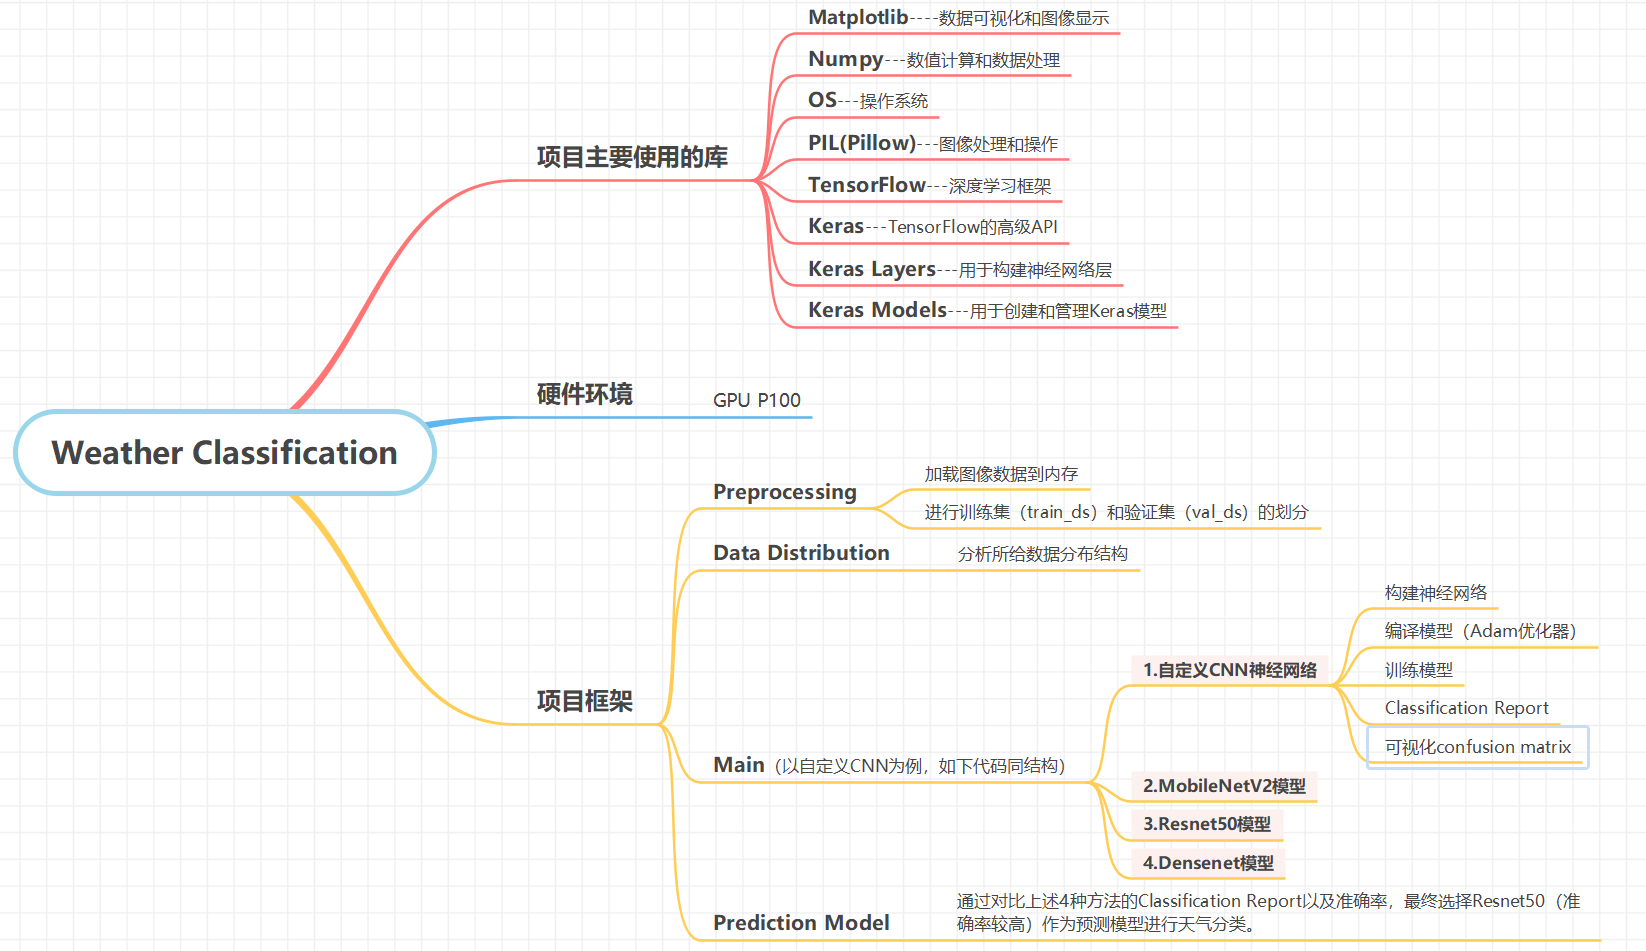 Weather Classification
项目主要使用的库
Matplotlib----数据可视化和图像显示
Numpy---数值计算和数据处理
OS---操作系统
PIL(Pillow)---图像处理和操作
TensorFlow---深度学习框架
Keras---TensorFlow的高级API
Keras Layers---用于构建神经网络层
Keras Models---用于创建和管理Keras模型
硬件环境
GPU P100
项目框架
Preprocessing
加载图像数据到内存
进行训练集（train_ds）和验证集（val_ds）的划分
Data Distribution
分析所给数据分布结构
Main（以自定义CNN为例，如下代码同结构）
1.自定义CNN神经网络
构建神经网络
编译模型（Adam优化器）
训练模型
Classification Report
可视化confusion matrix
2.MobileNetV2模型
3.Resnet50模型
4.Densenet模型
Prediction Model
通过对比上述4种方法的Classification Report以及准确率，最终选择Resnet50（准
确率较高）作为预测模型进行天气分类。